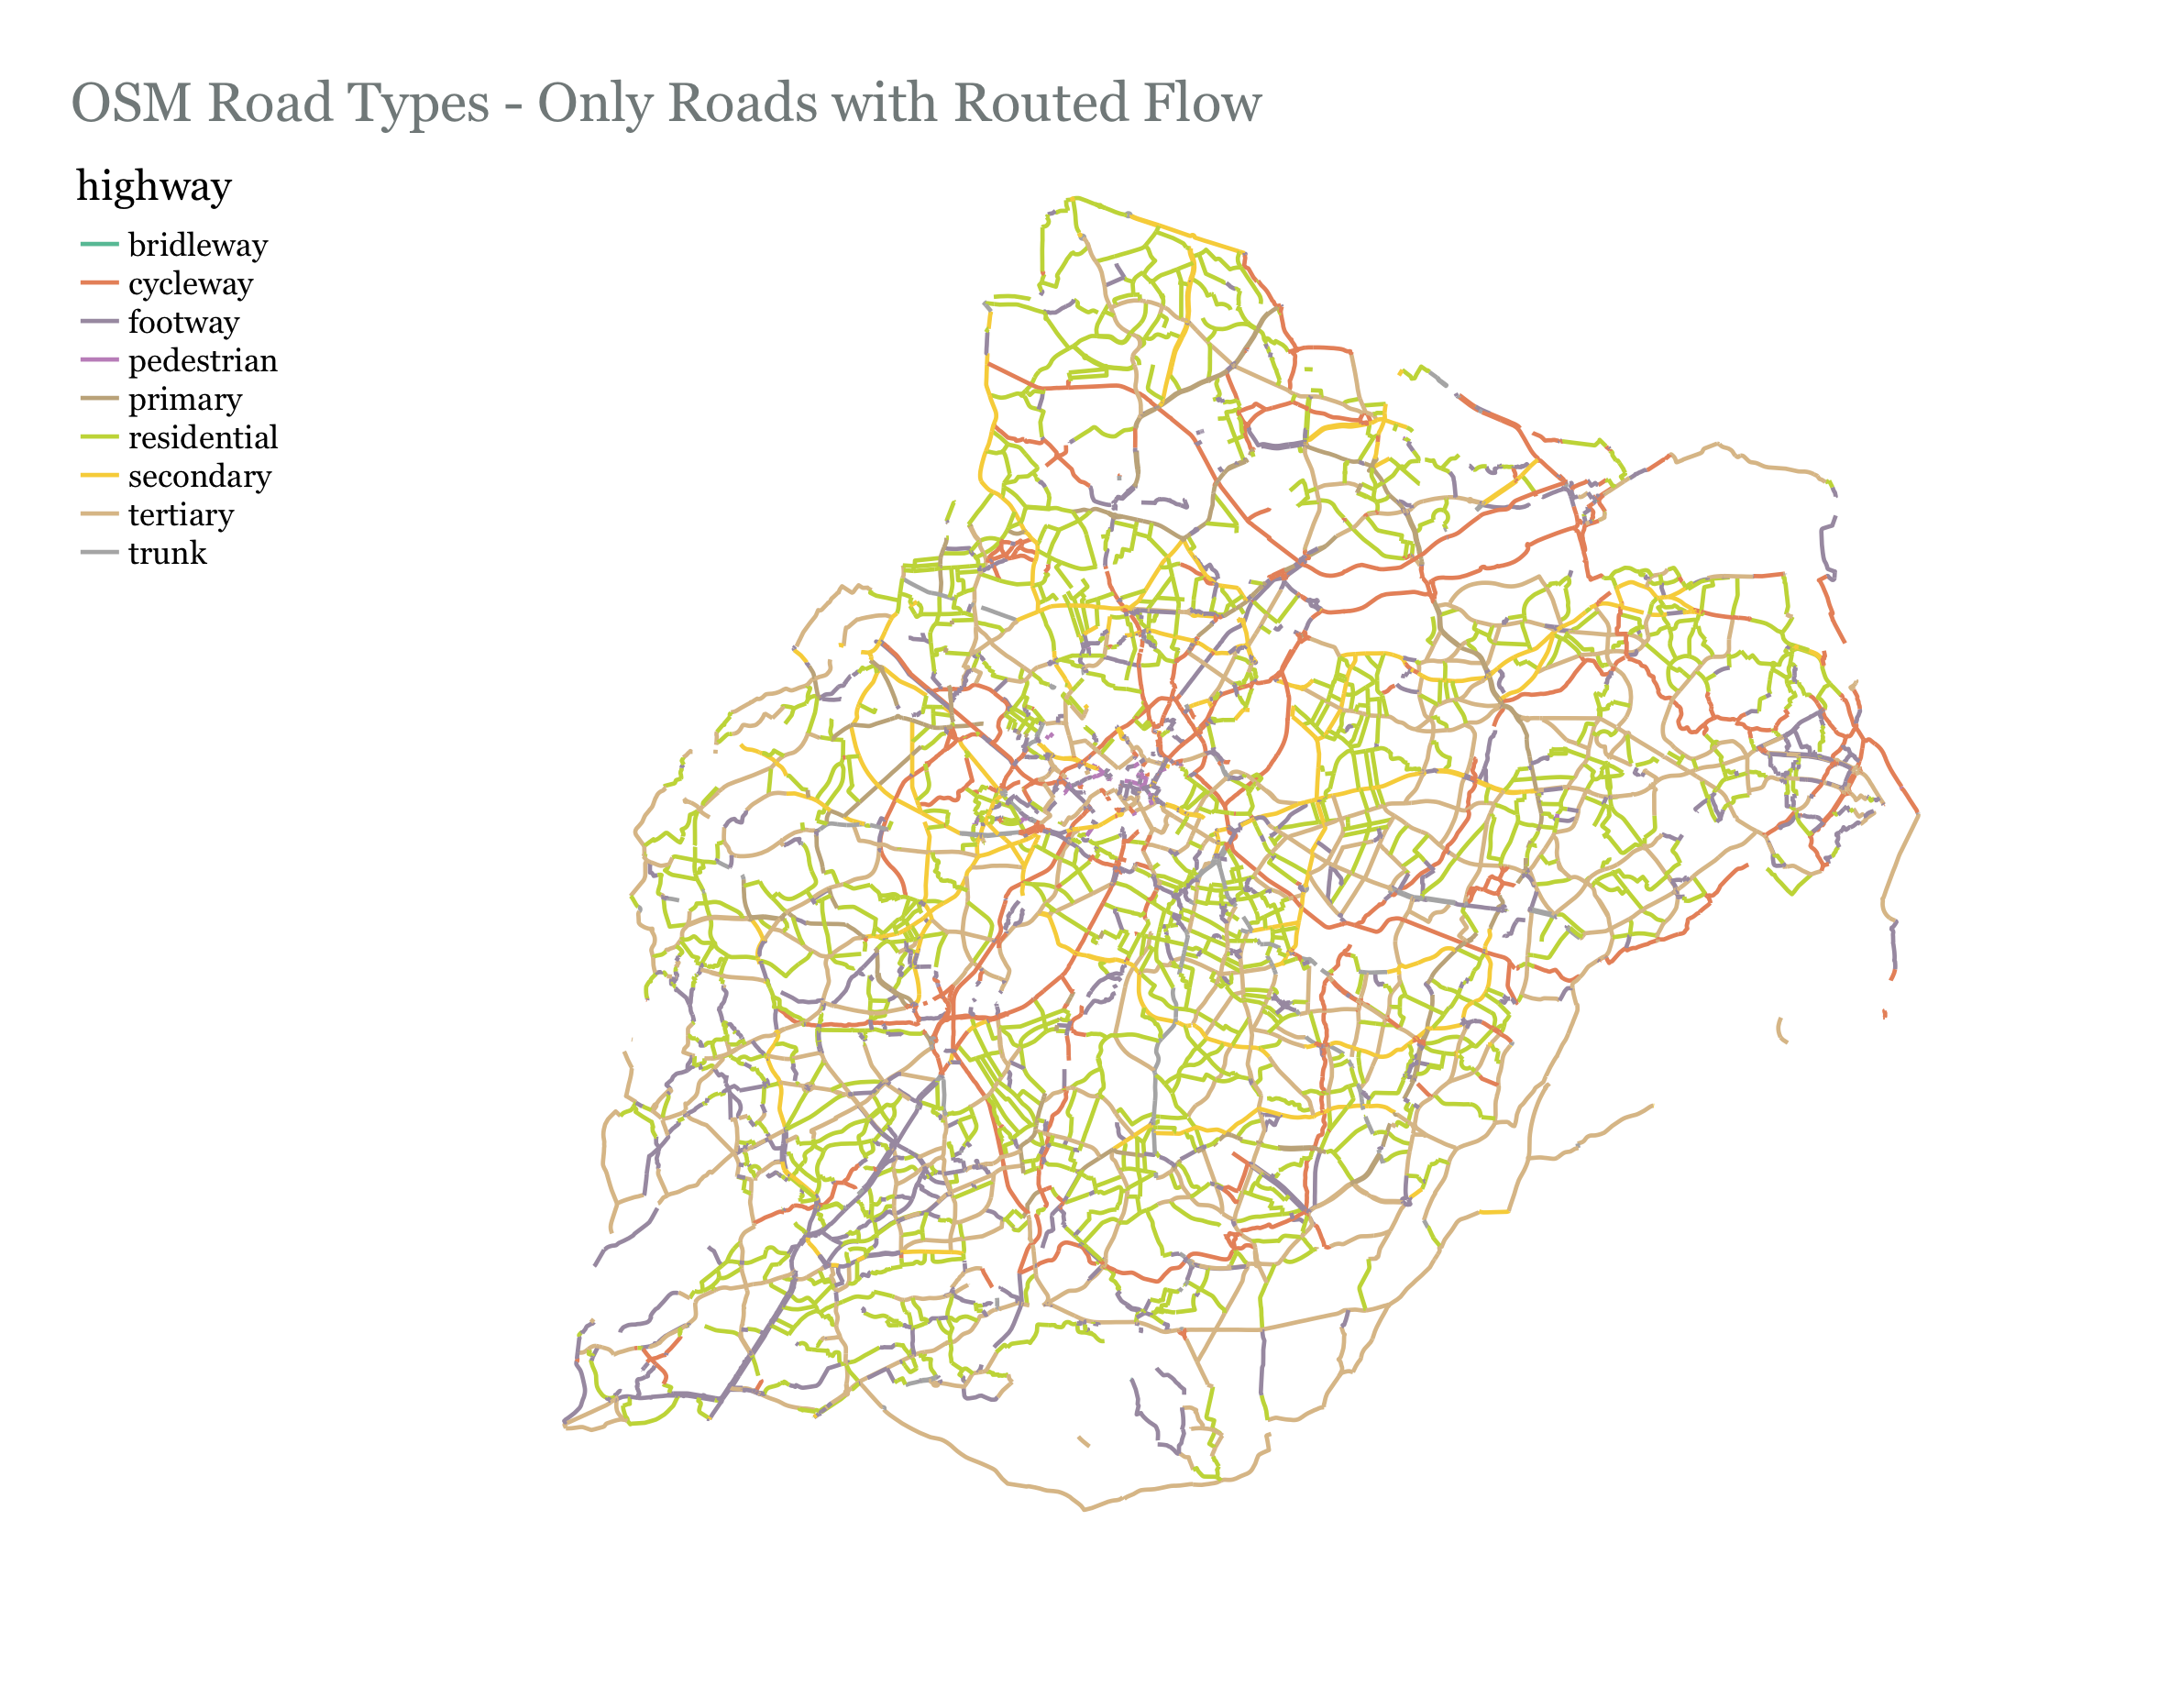 OSM Road Types - Only Roads with Routed Flow
highway
bridleway
cycleway
footway
pedestrian
primary
residential
secondary
tertiary
trunk